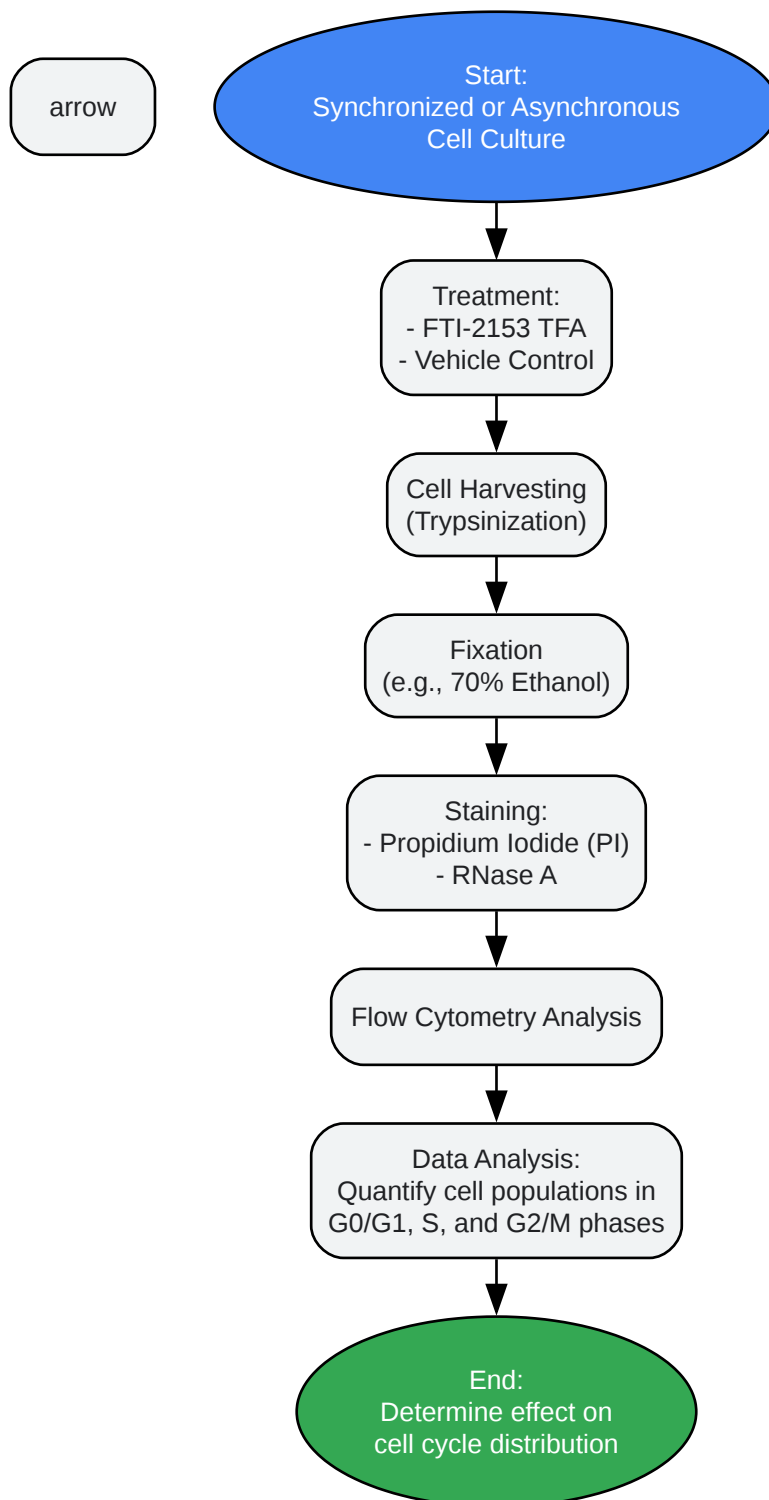 arrow
Start:
Synchronized or Asynchronous
Cell Culture
Treatment:
- FTI-2153 TFA
- Vehicle Control
Cell Harvesting
(Trypsinization)
Fixation
(e.g., 70% Ethanol)
Staining:
- Propidium Iodide (PI)
- RNase A
Flow Cytometry Analysis
Data Analysis:
Quantify cell populations in
G0/G1, S, and G2/M phases
End:
Determine effect on
cell cycle distribution